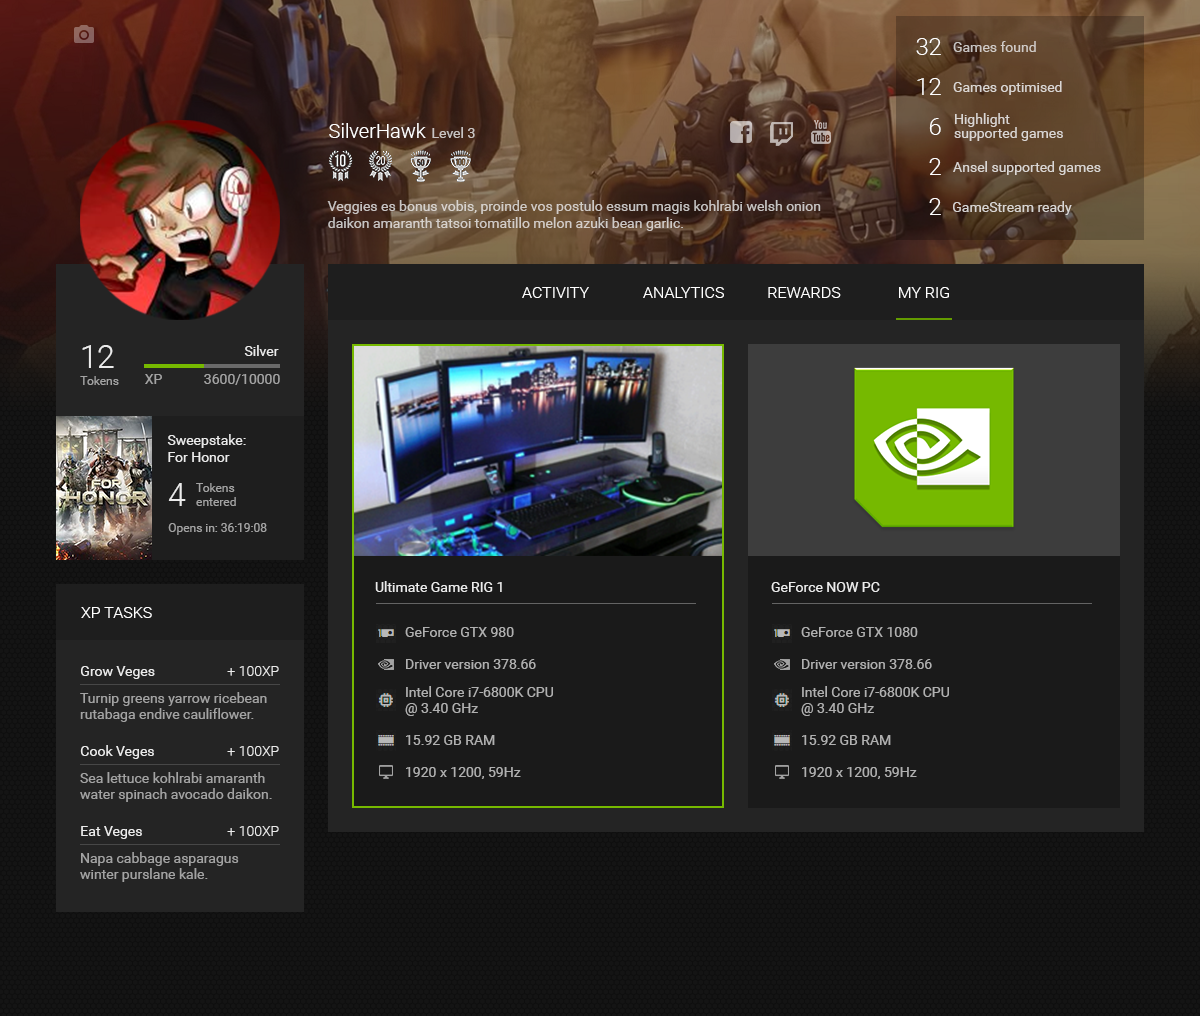 32 Games found
12 Games optimised
6 Highlight
supported games
2 Ansel supported games
2 GameStream ready
SilverHawk Level 3
10 20
You
Tube
Veggies es bonus vobis, proinde vos postulo essum magis kohlrabi welsh onion
daikon amaranth tatsoi tomatillo melon azuki bean garlic.
12
Tokens
Silver
XP 3600/10000
FOR
HONOR
Sweepstake:
For Honor
4 Tokens
entered
Opens in: 36:19:08
XP TASKS
Grow Veges + 100XP
Turnip greens yarrow ricebean
rutabaga endive cauliflower.
Cook Veges + 100XP
Sea lettuce kohlrabi amaranth
water spinach avocado daikon.
Eat Veges + 100XP
Napa cabbage asparagus
winter purslane kale.
ACTIVITY ANALYTICS REWARDS MY RIG
Ultimate Game RIG 1
GeForce GTX 980
Driver version 378.66
Intel Core i7-6800K CPU
@ 3.40 GHz
15.92 GB RAM
1920 x 1200, 59Hz
GeForce NOW PC
GeForce GTX 1080
Driver version 378.66
Intel Core i7-6800K CPU
@ 3.40 GHz
15.92 GB RAM
1920 x 1200, 59Hz